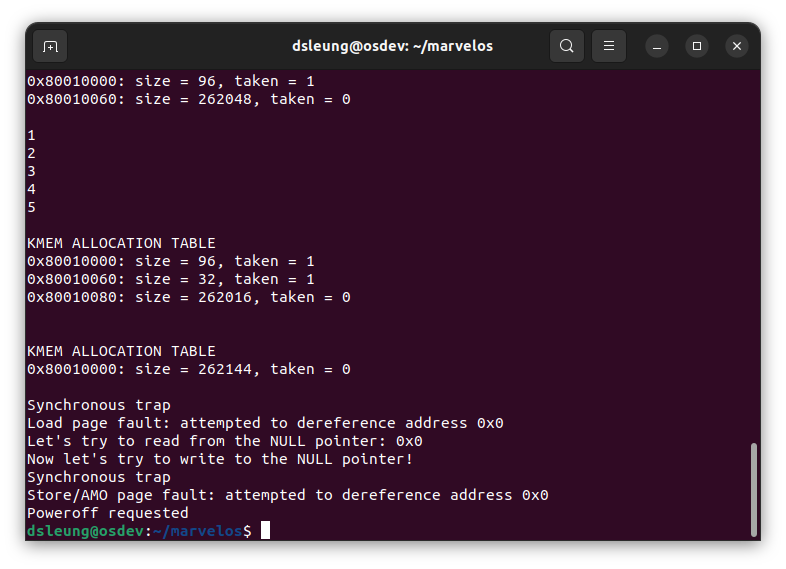 dsleung@osdev: ~/marvelos
0x80010000: size = 96, taken = 1
0x80010060: size = 262048, taken = 0
1
2
3
4
5
KMEM ALLOCATION TABLE
0x80010000: size = 96, taken = 1
0x80010060: size = 32, taken = 1
0x80010080: size = 262016, taken = 0
KMEM ALLOCATION TABLE
0x80010000: size = 262144, taken = 0
Synchronous trap
Load page fault: attempted to dereference address 0x0
Let's try to read from the NULL pointer: 0x0
Now let's try to write to the NULL pointer!
Synchronous trap
Store/AMO page fault: attempted to dereference address 0x0
Poweroff requested
dsleung@osdev:~/marvelos$